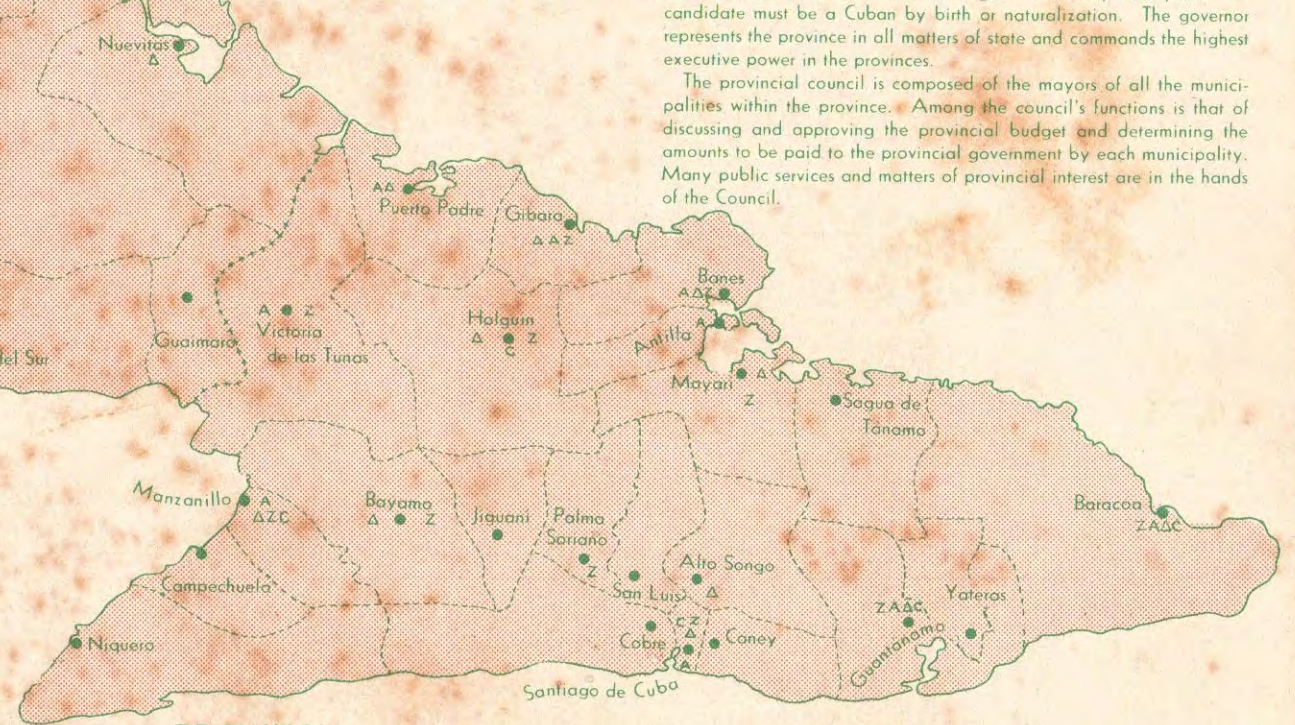 candidate must be a Cuban by birth or naturalization. The governor
represents the province in all matters of state and commands the highest
executive power in the provinces.
The provincial council is composed of the mayors of all the munici-
palities within the province. Among the council's functions is that of
discussing and approving the provincial budget and determining the
amounts to be paid to the provincial government by each municipality.
Many public services and matters of provincial interest are in the hands
of the Council.
Nuevitas
Δ
A Δ
Puerto Padre
Gibara
Δ A Z
Banes
A Δ Z
A
Antilla
Guaimaro
A Z
Victoria
de las Tunas
Holguin
Δ Z
C
del Sur
Mayari Δ
Z
Sagua de
Tanamo
Manzanillo A
Δ Z C
Bayamo
Δ Z
Jiguani
Palma
Soriano
Z
Baracoa
Z A Δ C
Campechuela
San Luis
Alto Songo
Δ
Z A Δ C
Guantanamo
Yateras
Niquero
Cobre
C Z
Δ
A
Caney
Santiago de Cuba